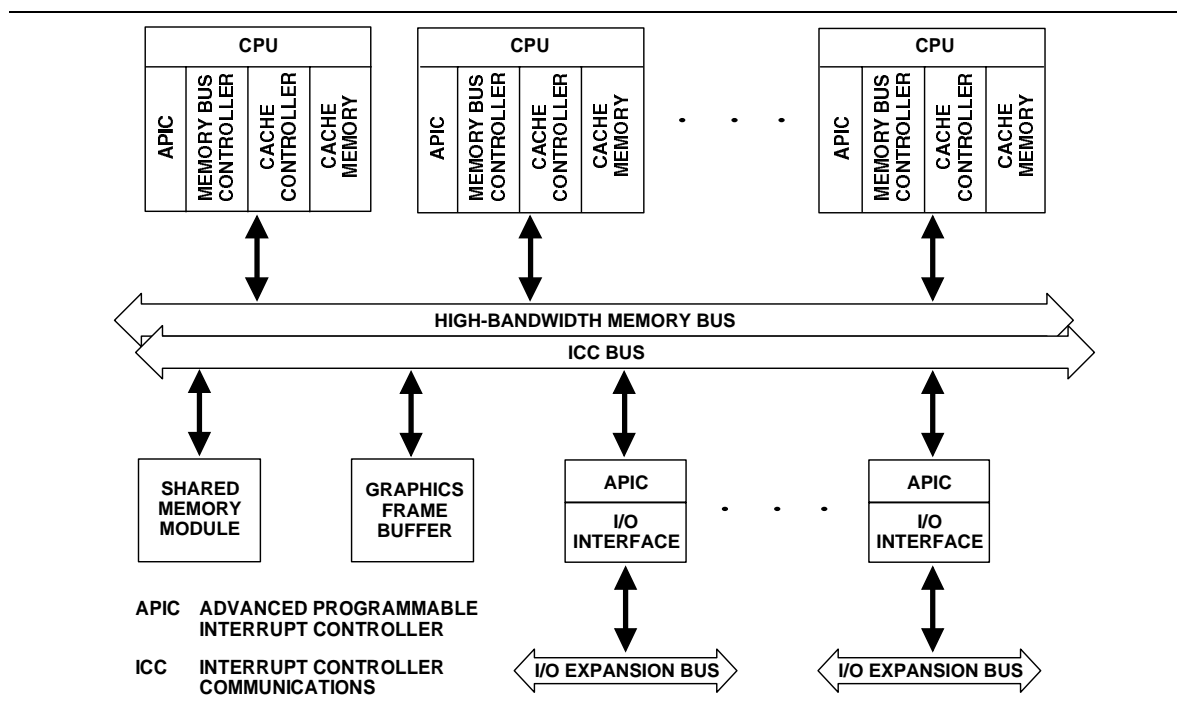 CPU
APIC
MEMORY BUS
CONTROLLER
CACHE
CONTROLLER
CACHE
MEMORY
CPU
APIC
MEMORY BUS
CONTROLLER
CACHE
CONTROLLER
CACHE
MEMORY
. . .
CPU
APIC
MEMORY BUS
CONTROLLER
CACHE
CONTROLLER
CACHE
MEMORY
HIGH-BANDWIDTH MEMORY BUS
ICC BUS
SHARED
MEMORY
MODULE
GRAPHICS
FRAME
BUFFER
APIC
I/O
INTERFACE
. . .
APIC
I/O
INTERFACE
APIC ADVANCED PROGRAMMABLE
INTERRUPT CONTROLLER
ICC INTERRUPT CONTROLLER
COMMUNICATIONS
I/O EXPANSION BUS
I/O EXPANSION BUS